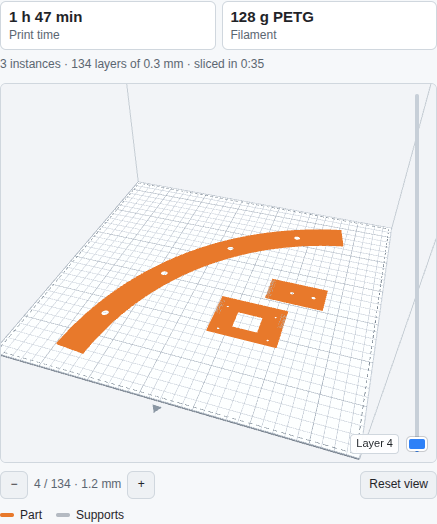 1 h 47 min
Print time
128 g PETG
Filament
3 instances · 134 layers of 0.3 mm · sliced in 0:35
Layer 4
− 4 / 134 · 1.2 mm + Reset view
Part Supports